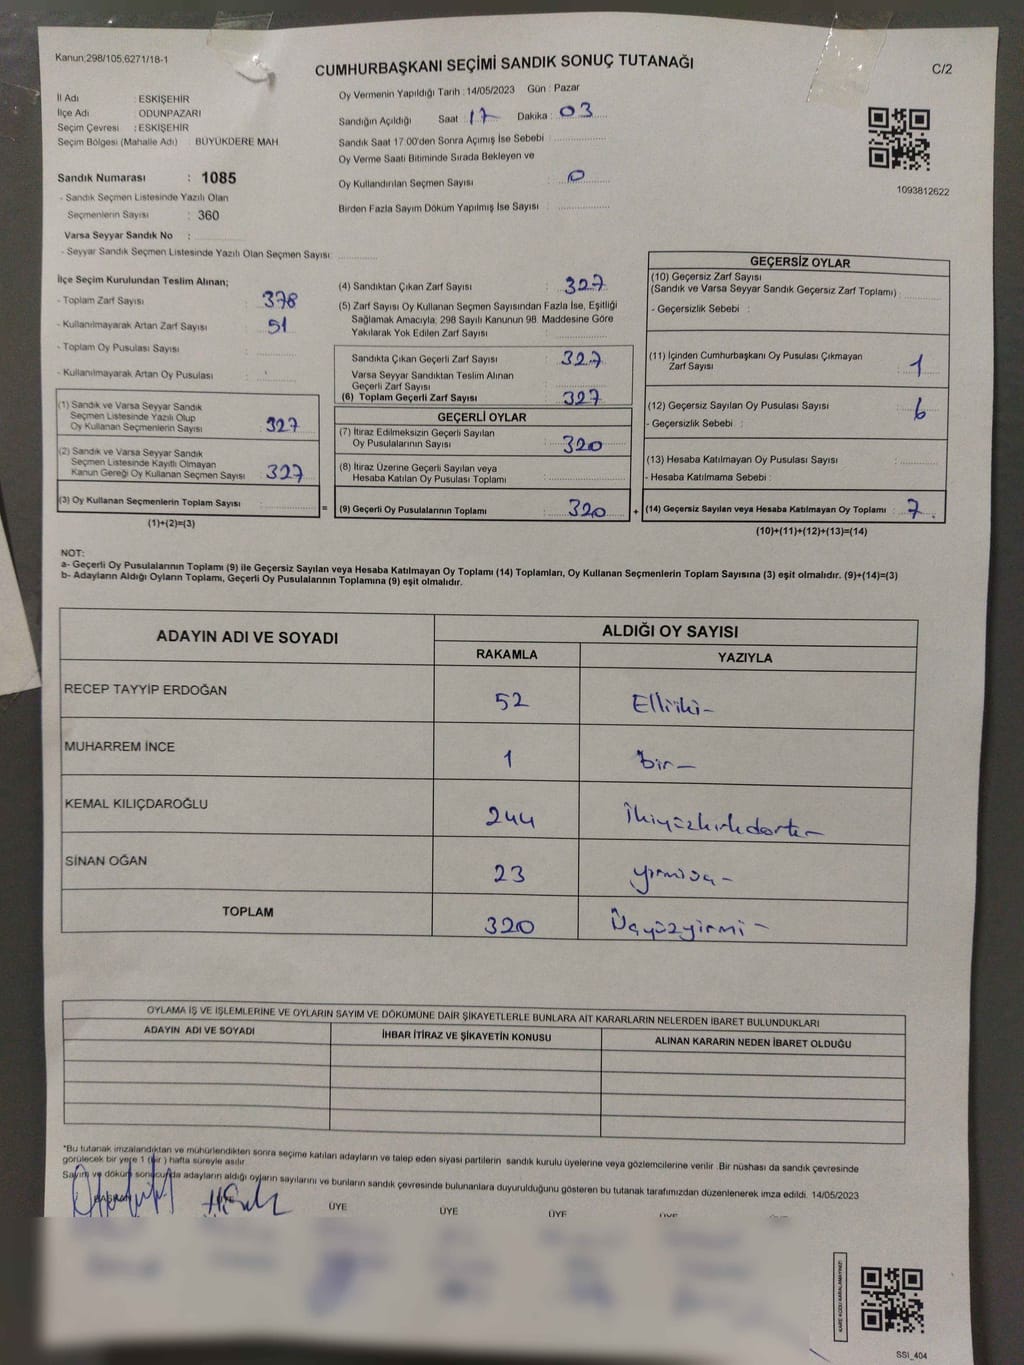 Kanun;298/105,6271/18-1
CUMHURBAŞKANI SEÇİMİ SANDIK SONUÇ TUTANAĞI
C/2
İl Adı : ESKİŞEHİR
İlçe Adı : ODUNPAZARI
Seçim Çevresi : ESKİŞEHİR
Seçim Bölgesi (Mahalle Adı) BÜYÜKDERE MAH.
Sandık Numarası : 1085
- Sandık Seçmen Listesinde Yazılı Olan
Seçmenlerin Sayısı : 360
Varsa Seyyar Sandık No :
- Seyyar Sandık Seçmen Listesinde Yazılı Olan Seçmen Sayısı:
Oy Vermenin Yapıldığı Tarih : 14/05/2023 Gün : Pazar
Sandığın Açıldığı Saat : 17 Dakika : 03
Sandık Saat 17.00'den Sonra Açımış İse Sebebi :
Oy Verme Saati Bitiminde Sırada Bekleyen ve
Oy Kullandırılan Seçmen Sayısı : 0
Birden Fazla Sayım Döküm Yapılmış İse Sayısı :
1093812622
İlçe Seçim Kurulundan Teslim Alınan;
- Toplam Zarf Sayısı : 378
- Kullanılmayarak Artan Zarf Sayısı : 51
- Toplam Oy Pusulası Sayısı :
- Kullanılmayarak Artan Oy Pusulası :
(1) Sandık ve Varsa Seyyar Sandık
Seçmen Listesinde Yazılı Olup
Oy Kullanan Seçmenlerin Sayısı : 327
(2) Sandık ve Varsa Seyyar Sandık
Seçmen Listesinde Kayıtlı Olmayan
Kanun Gereği Oy Kullanan Seçmen Sayısı : 327
(3) Oy Kullanan Seçmenlerin Toplam Sayısı :
(1)+(2)=(3)
=
(4) Sandıktan Çıkan Zarf Sayısı : 327
(5) Zarf Sayısı Oy Kullanan Seçmen Sayısından Fazla İse, Eşitliği
Sağlamak Amacıyla, 298 Sayılı Kanunun 98. Maddesine Göre
Yakılarak Yok Edilen Zarf Sayısı :
Sandıkta Çıkan Geçerli Zarf Sayısı : 327
Varsa Seyyar Sandıktan Teslim Alınan
Geçerli Zarf Sayısı :
(6) Toplam Geçerli Zarf Sayısı : 327
GEÇERLİ OYLAR
(7) İtiraz Edilmeksizin Geçerli Sayılan
Oy Pusulalarının Sayısı : 320
(8) İtiraz Üzerine Geçerli Sayılan veya
Hesaba Katılan Oy Pusulası Toplamı :
(9) Geçerli Oy Pusulalarının Toplamı : 320
+
GEÇERSİZ OYLAR
(10) Geçersiz Zarf Sayısı
(Sandık ve Varsa Seyyar Sandık Geçersiz Zarf Toplamı) :
- Geçersizlik Sebebi :
(11) İçinden Cumhurbaşkanı Oy Pusulası Çıkmayan
Zarf Sayısı : 1
(12) Geçersiz Sayılan Oy Pusulası Sayısı : 6
- Geçersizlik Sebebi :
(13) Hesaba Katılmayan Oy Pusulası Sayısı :
- Hesaba Katılmama Sebebi :
(14) Geçersiz Sayılan veya Hesaba Katılmayan Oy Toplamı : 7
(10)+(11)+(12)+(13)=(14)
NOT:
a- Geçerli Oy Pusulalarının Toplamı (9) ile Geçersiz Sayılan veya Hesaba Katılmayan Oy Toplamı (14) Toplamları, Oy Kullanan Seçmenlerin Toplam Sayısına (3) eşit olmalıdır. (9)+(14)=(3)
b- Adayların Aldığı Oyların Toplamı, Geçerli Oy Pusulalarının Toplamına (9) eşit olmalıdır.
ADAYIN ADI VE SOYADI
ALDIĞI OY SAYISI
RAKAMLA YAZIYLA
RECEP TAYYİP ERDOĞAN 52 Elliiki-
MUHARREM İNCE 1 bir-
KEMAL KILIÇDAROĞLU 244 İkiyüzkırkdört-
SİNAN OĞAN 23 yirmiüç-
TOPLAM 320 Üçyüzyirmi-
OYLAMA İŞ VE İŞLEMLERİNE VE OYLARIN SAYIM VE DÖKÜMÜNE DAİR ŞİKAYETLERLE BUNLARA AİT KARARLARIN NELERDEN İBARET BULUNDUKLARI
ADAYIN ADI VE SOYADI İHBAR İTİRAZ VE ŞİKAYETİN KONUSU ALINAN KARARIN NEDEN İBARET OLDUĞU
*Bu tutanak imzalandıktan ve mühürlendikten sonra seçime katılan adayların ve talep eden siyasi partilerin sandık kurulu üyelerine veya gözlemcilerine verilir. Bir nüshası da sandık çevresinde
görülecek bir yere 1 (bir) hafta süreyle asılır.
Sayım ve döküm sonucunda adayların aldığı oyların sayılarını ve bunların sandık çevresinde bulunanlara duyurulduğunu gösteren bu tutanak tarafımızdan düzenlenerek imza edildi. 14/05/2023
ÜYE ÜYE ÜYE ÜYE
KARE KODU KARALAMAYINIZ!
SSI_404